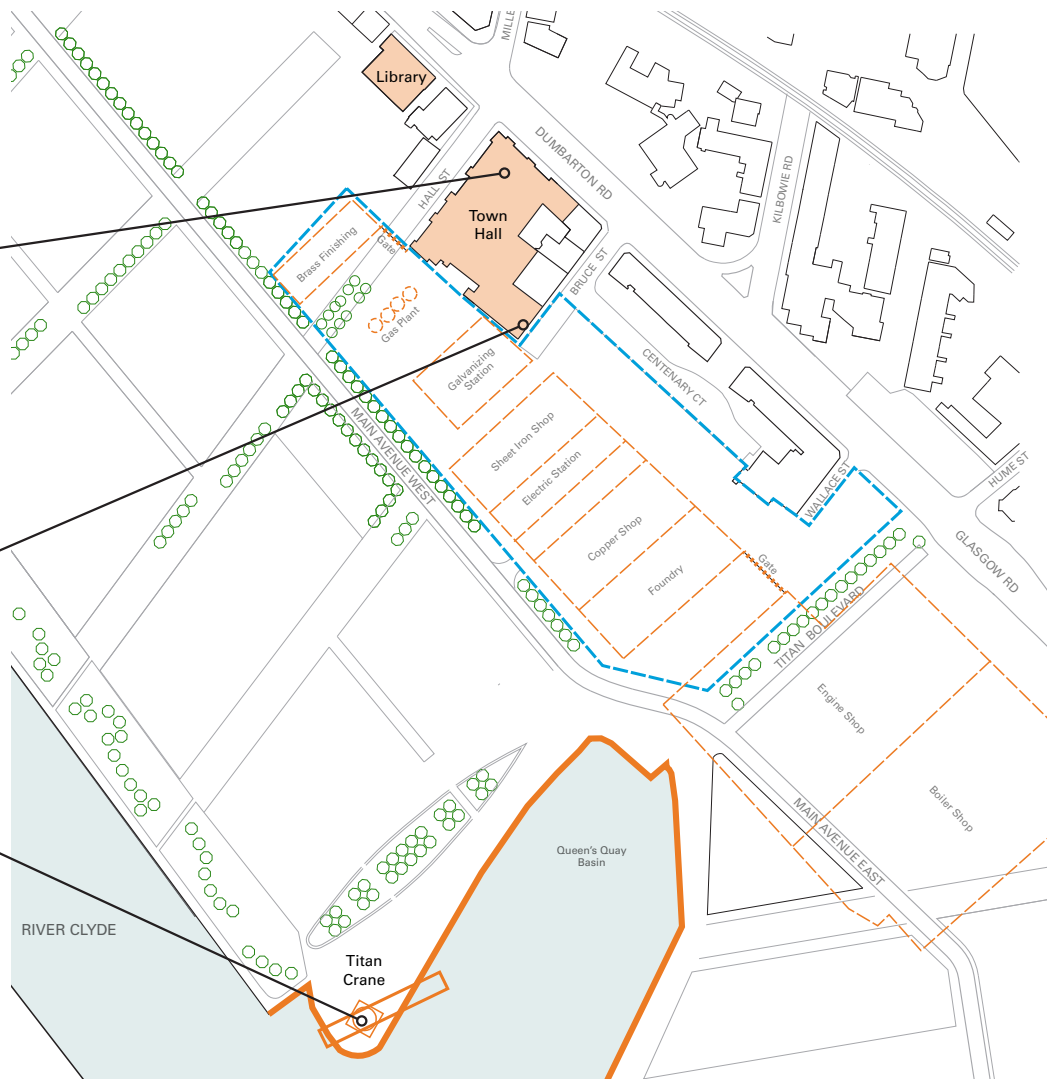 MILLE
Library
DUMBARTON RD
HALL ST
KILBOWIE RD
Town
Hall
Gate
Brass Finishing
BRUCE ST
Gas Plant
Galvanizing
Station
CENTENARY CT
MAIN AVENUE WEST
Sheet Iron Shop
Electric Station
WALLACE ST
HUME ST
Copper Shop
Foundry
Gate
GLASGOW RD
TITAN BOULEVARD
Engine Shop
Boiler Shop
MAIN AVENUE EAST
Queen's Quay
Basin
RIVER CLYDE
Titan
Crane